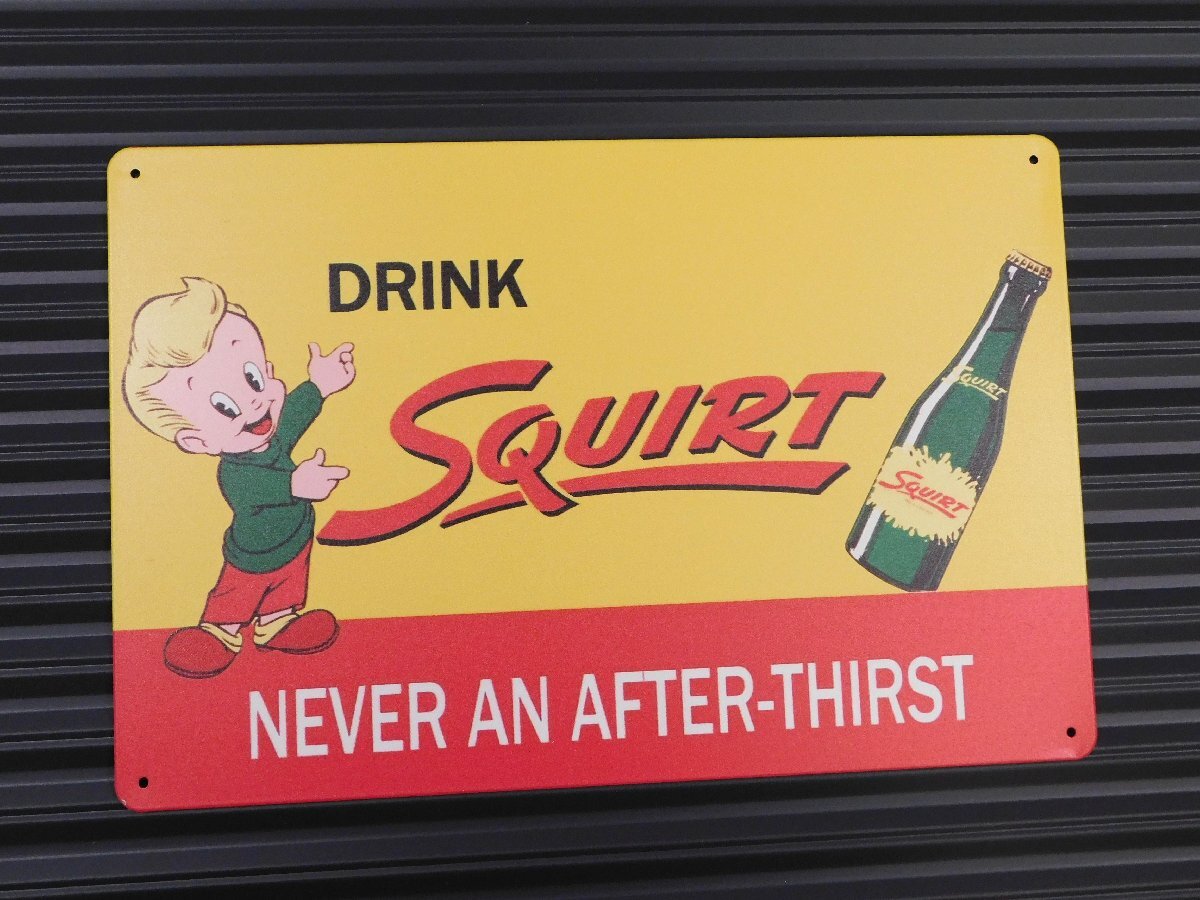 DRINK
SQUIRT
SQUIRT
SQUIRT
NEVER AN AFTER-THIRST